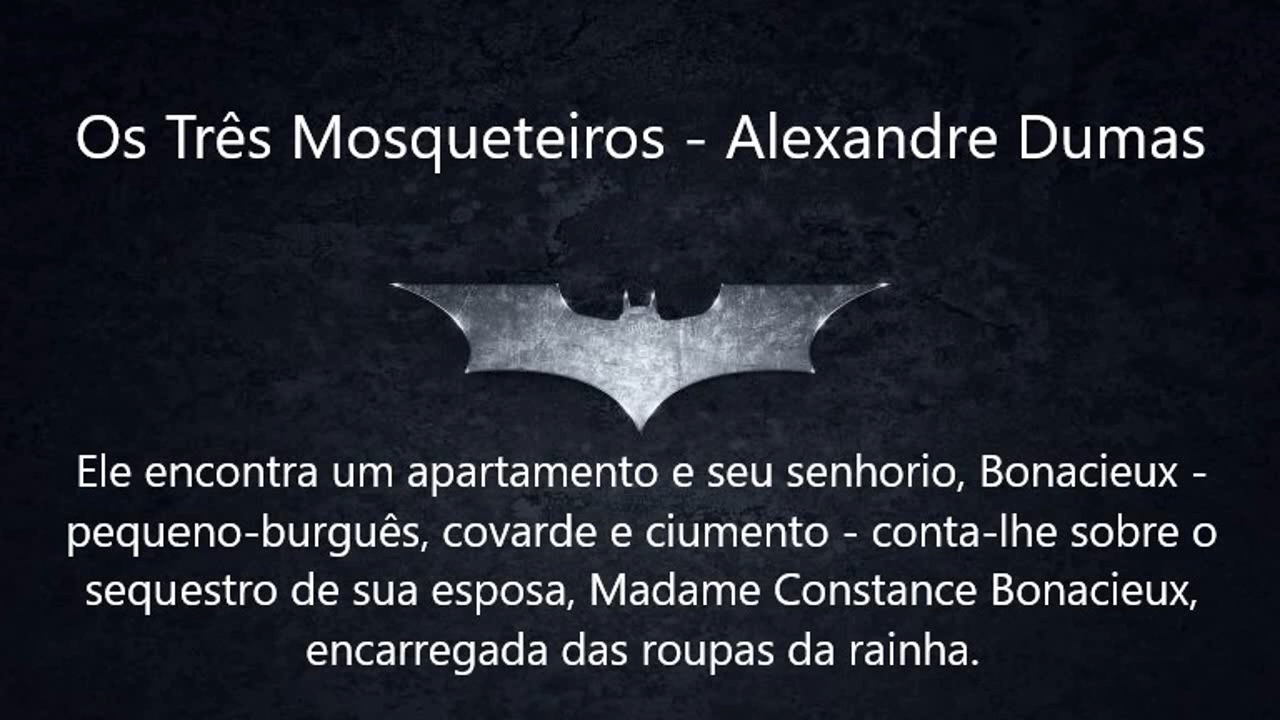 Os Três Mosqueteiros - Alexandre Dumas
Ele encontra um apartamento e seu senhorio, Bonacieux -
pequeno-burguês, covarde e ciumento - conta-lhe sobre o
sequestro de sua esposa, Madame Constance Bonacieux,
encarregada das roupas da rainha.